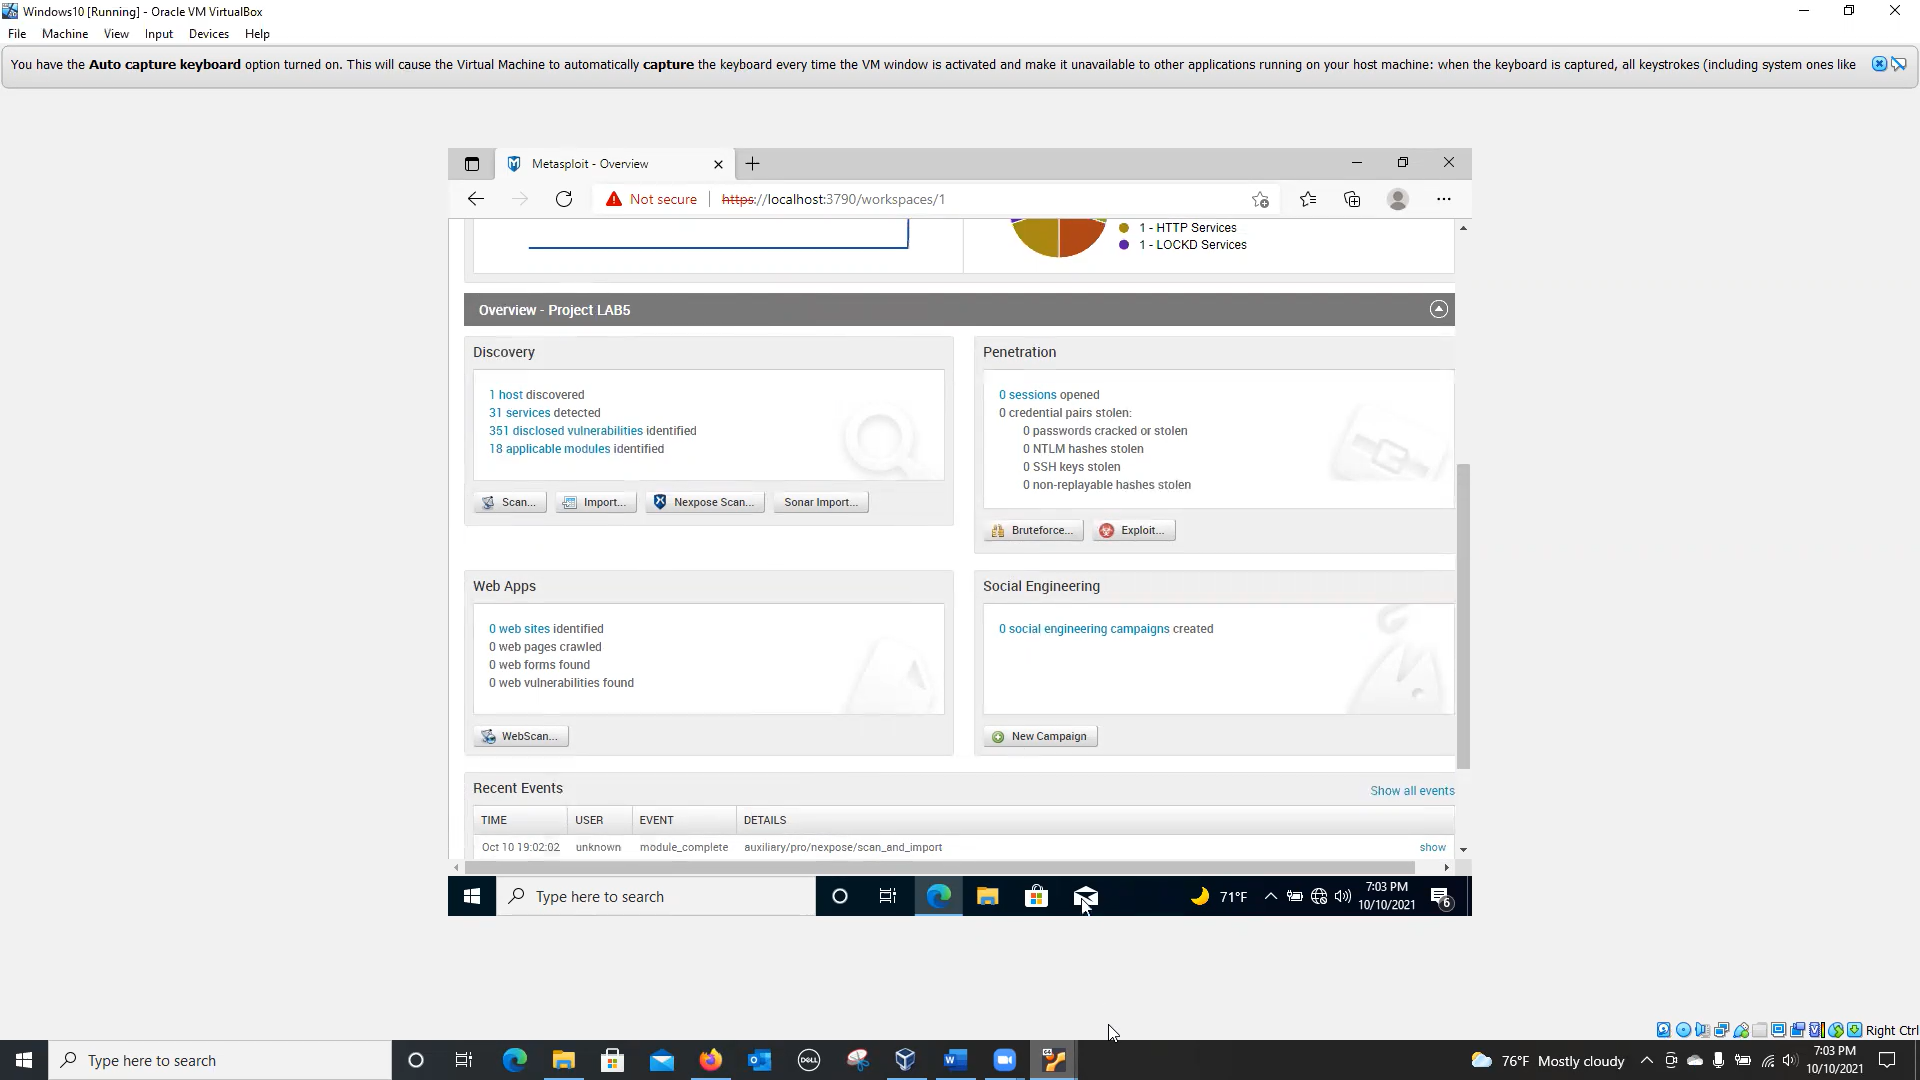 Windows10 [Running] - Oracle VM VirtualBox
File Machine View Input Devices Help
You have the Auto capture keyboard option turned on. This will cause the Virtual Machine to automatically capture the keyboard every time the VM window is activated and make it unavailable to other applications running on your host machine: when the keyboard is captured, all keystrokes (including system ones like
Metasploit - Overview
Not secure https://localhost:3790/workspaces/1
1 - HTTP Services
1 - LOCKD Services
Overview - Project LAB5
Discovery
1 host discovered
31 services detected
351 disclosed vulnerabilities identified
18 applicable modules identified
Scan... Import... Nexpose Scan... Sonar Import...
Penetration
0 sessions opened
0 credential pairs stolen:
0 passwords cracked or stolen
0 NTLM hashes stolen
0 SSH keys stolen
0 non-replayable hashes stolen
Bruteforce... Exploit...
Web Apps
0 web sites identified
0 web pages crawled
0 web forms found
0 web vulnerabilities found
WebScan...
Social Engineering
0 social engineering campaigns created
New Campaign
Recent Events Show all events
TIME USER EVENT DETAILS
Oct 10 19:02:02 unknown module_complete auxiliary/pro/nexpose/scan_and_import show
Type here to search 71°F 7:03 PM
10/10/2021 6
Right Ctrl
Type here to search DELL 76°F Mostly cloudy 7:03 PM
10/10/2021